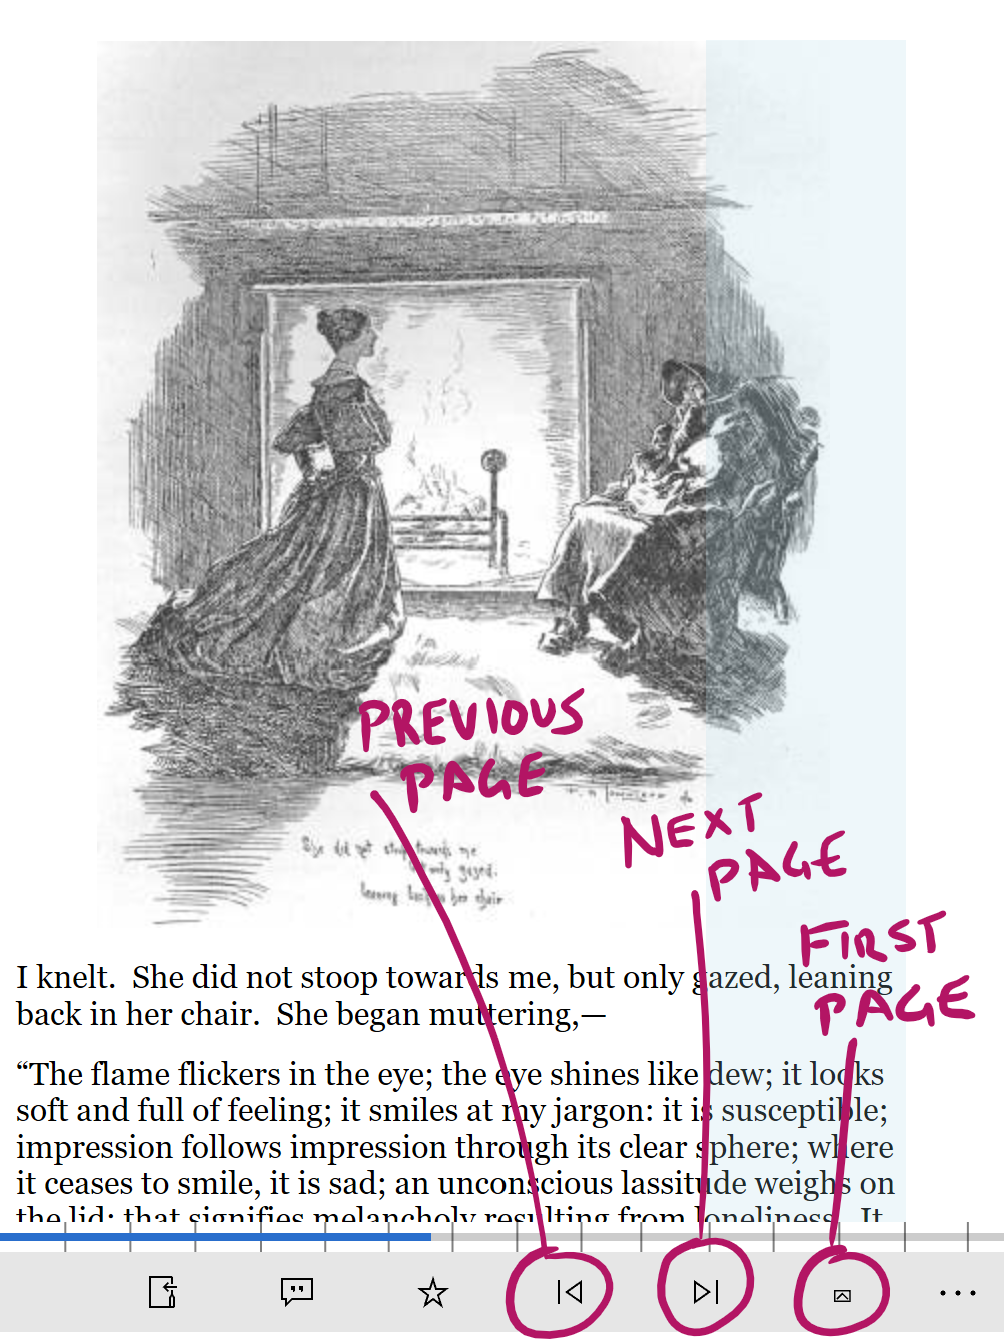 PREVIOUS
PAGE
NEXT
PAGE
FIRST
PAGE
She did not stoop towards me
but only gazed.
leaning back in her chair
I knelt.  She did not stoop towards me, but only gazed, leaning
back in her chair.  She began muttering,—
“The flame flickers in the eye; the eye shines like dew; it looks
soft and full of feeling; it smiles at my jargon: it is susceptible;
impression follows impression through its clear sphere; where
it ceases to smile, it is sad; an unconscious lassitude weighs on
the lid: that signifies melancholy resulting from loneliness.  It